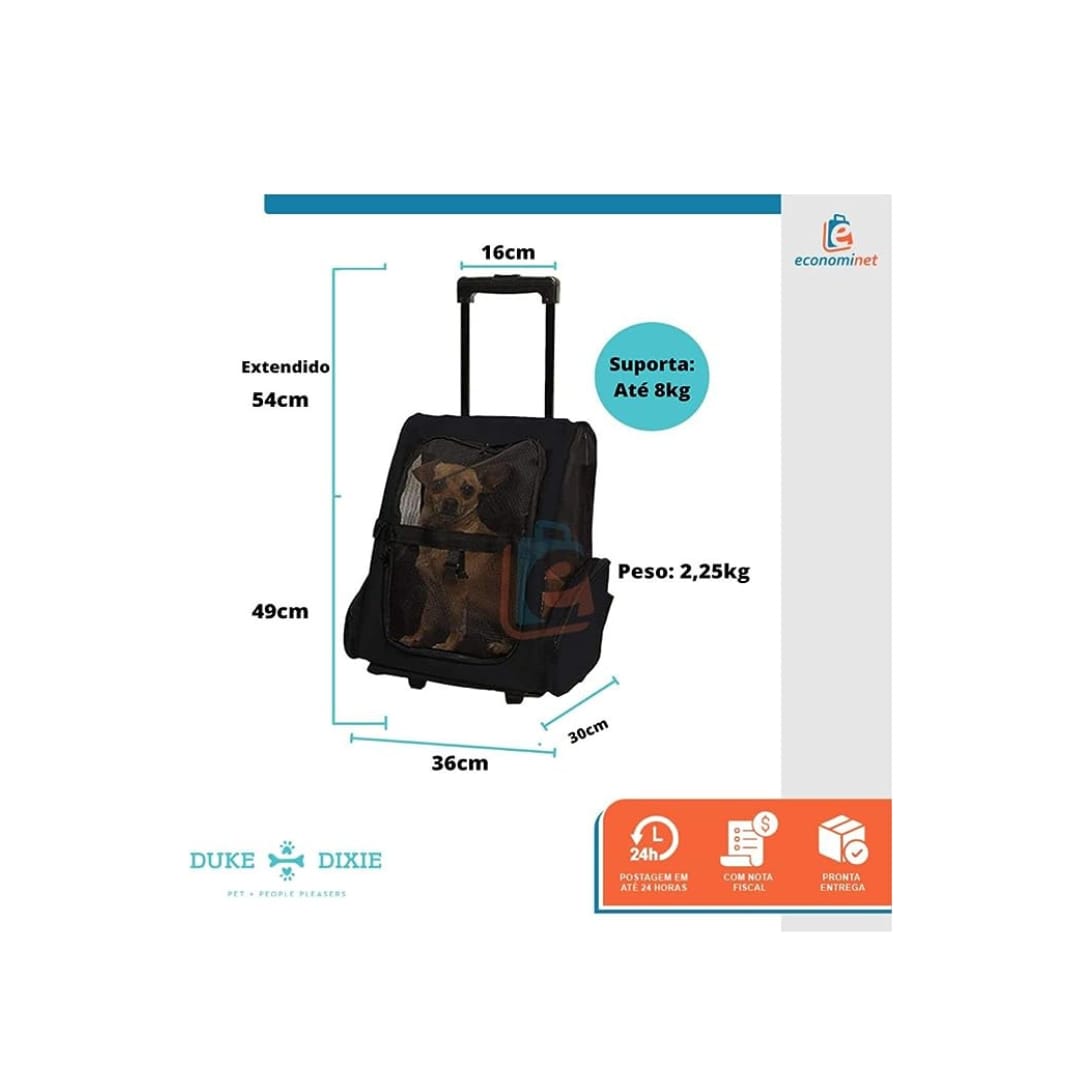 economınet
16cm
Extendido
54cm
Suporta:
Até 8kg
Peso: 2,25kg
49cm
30cm
36cm
DUKE DIXIE
PET + PEOPLE PLEASERS
24h
POSTAGEM EM
ATÉ 24 HORAS
$
COM NOTA
FISCAL
PRONTA
ENTREGA